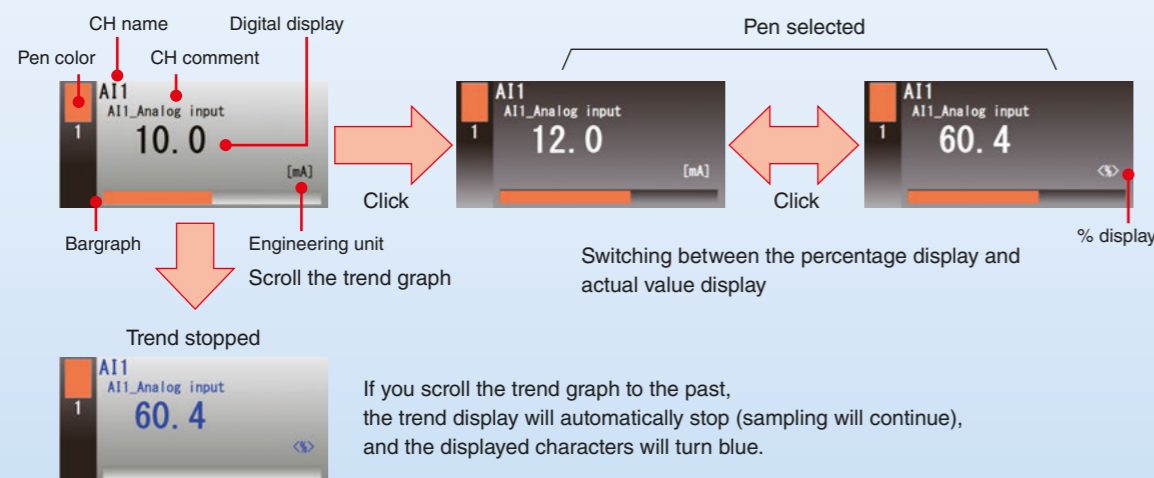 CH name
Digital display
Pen selected
Pen color
CH comment
AI1
AI1_Analog input
1
10.0
[mA]
AI1
AI1_Analog input
1
12.0
[mA]
AI1
AI1_Analog input
1
60.4
<%>
Click
Click
Bargraph
Engineering unit
% display
Scroll the trend graph
Switching between the percentage display and
actual value display
Trend stopped
AI1
AI1_Analog input
1
60.4
<%>
If you scroll the trend graph to the past,
the trend display will automatically stop (sampling will continue),
and the displayed characters will turn blue.